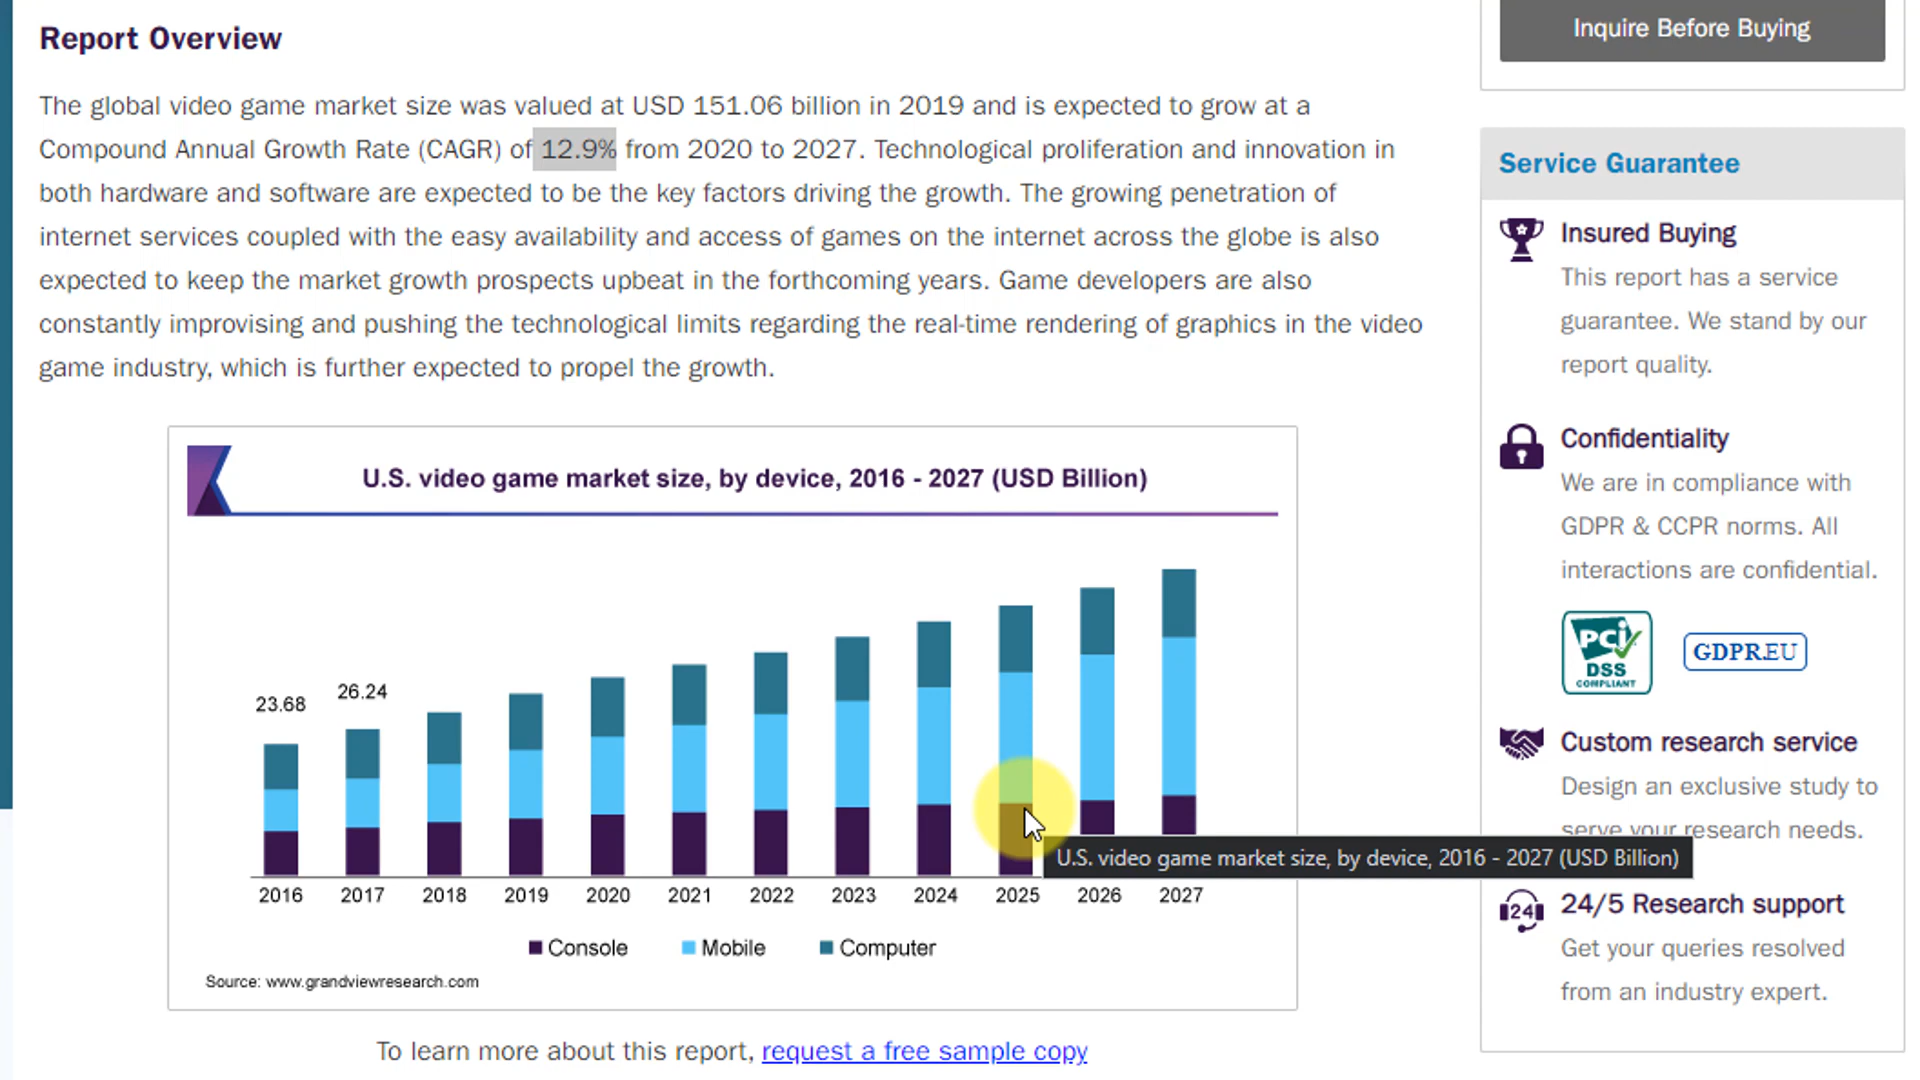 Report Overview
The global video game market size was valued at USD 151.06 billion in 2019 and is expected to grow at a
Compound Annual Growth Rate (CAGR) of 12.9% from 2020 to 2027. Technological proliferation and innovation in
both hardware and software are expected to be the key factors driving the growth. The growing penetration of
internet services coupled with the easy availability and access of games on the internet across the globe is also
expected to keep the market growth prospects upbeat in the forthcoming years. Game developers are also
constantly improvising and pushing the technological limits regarding the real-time rendering of graphics in the video
game industry, which is further expected to propel the growth.
U.S. video game market size, by device, 2016 - 2027 (USD Billion)
23.68
26.24
2016 2017 2018 2019 2020 2021 2022 2023 2024 2025 2026 2027
Console Mobile Computer
Source: www.grandviewresearch.com
To learn more about this report, request a free sample copy
U.S. video game market size, by device, 2016 - 2027 (USD Billion)
Inquire Before Buying
Service Guarantee
Insured Buying
This report has a service
guarantee. We stand by our
report quality.
Confidentiality
We are in compliance with
GDPR & CCPR norms. All
interactions are confidential.
PCi
DSS
COMPLIANT
GDPR.EU
Custom research service
Design an exclusive study to
serve your research needs.
24
24/5 Research support
Get your queries resolved
from an industry expert.